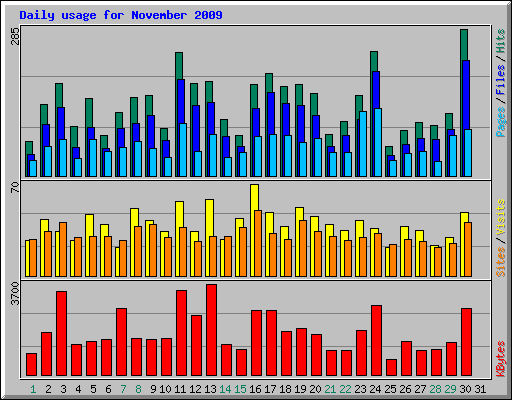 Daily usage for November 2009
285
Pages / Files / Hits
70
Sites / Visits
3700
KBytes
1 2 3 4 5 6 7 8 9 10 11 12 13 14 15 16 17 18 19 20 21 22 23 24 25 26 27 28 29 30 31